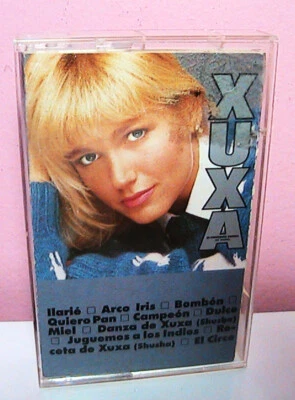 XUXA
Ilarié □ Arco Iris □ Bombón □
Quiero Pan □ Campeón □ Dulce
Miel □ Danza de Xuxa (Shusha)
□ Juguemos a los Indios □ Re-
ceta de Xuxa (Shusha) □ El Circo